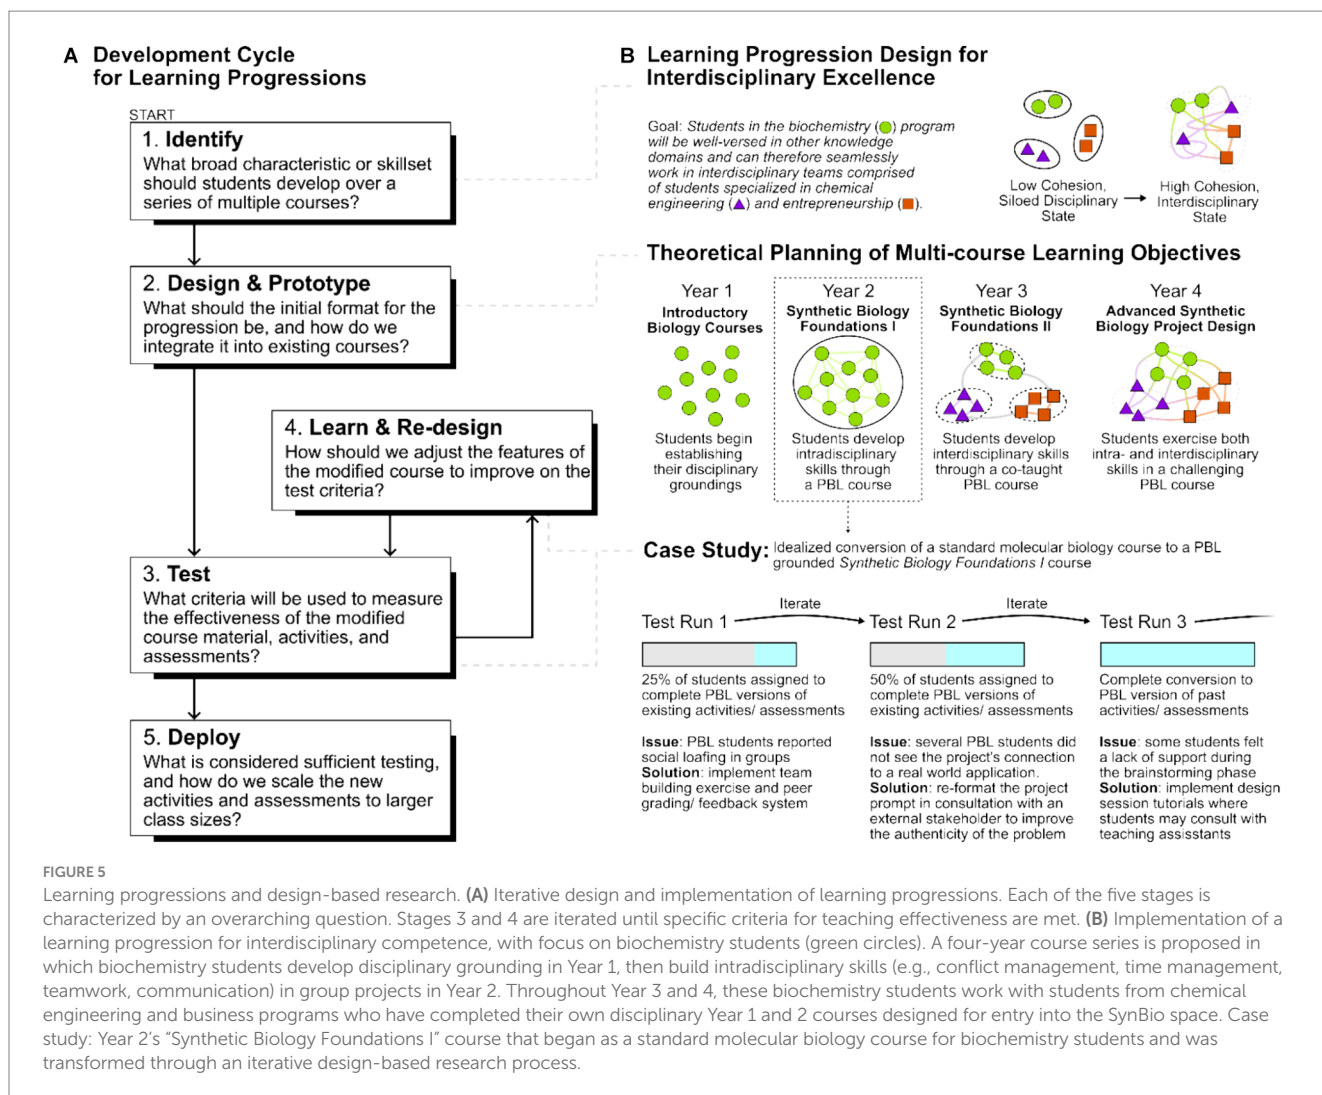 A Development Cycle
for Learning Progressions
START
1. Identify
What broad characteristic or skillset
should students develop over a
series of multiple courses?
2. Design & Prototype
What should the initial format for the
progression be, and how do we
integrate it into existing courses?
4. Learn & Re-design
How should we adjust the features of
the modified course to improve on the
test criteria?
3. Test
What criteria will be used to measure
the effectiveness of the modified
course material, activities, and
assessments?
5. Deploy
What is considered sufficient testing,
and how do we scale the new
activities and assessments to larger
class sizes?
B Learning Progression Design for
Interdisciplinary Excellence
Goal: Students in the biochemistry ( ) program
will be well-versed in other knowledge
domains and can therefore seamlessly
work in interdisciplinary teams comprised
of students specialized in chemical
engineering ( ) and entrepreneurship ( ).
Low Cohesion,
Siloed Disciplinary
State
High Cohesion,
Interdisciplinary
State
Theoretical Planning of Multi-course Learning Objectives
Year 1
Introductory
Biology Courses
Students begin
establishing
their disciplinary
groundings
Year 2
Synthetic Biology
Foundations I
Students develop
intradisciplinary
skills through
a PBL course
Year 3
Synthetic Biology
Foundations II
Students develop
interdisciplinary skills
through a co-taught
PBL course
Year 4
Advanced Synthetic
Biology Project Design
Students exercise both
intra- and interdisciplinary
skills in a challenging
PBL course
Case Study: Idealized conversion of a standard molecular biology course to a PBL
grounded Synthetic Biology Foundations I course
Iterate
Iterate
Test Run 1
25% of students assigned to
complete PBL versions of
existing activities/ assessments
Issue: PBL students reported
social loafing in groups
Solution: implement team
building exercise and peer
grading/ feedback system
Test Run 2
50% of students assigned to
complete PBL versions of
existing activities/ assessments
Issue: several PBL students did
not see the project's connection
to a real world application.
Solution: re-format the project
prompt in consultation with an
external stakeholder to improve
the authenticity of the problem
Test Run 3
Complete conversion to
PBL version of past
activities/ assessments
Issue: some students felt
a lack of support during
the brainstorming phase
Solution: implement design
session tutorials where
students may consult with
teaching assisstants
FIGURE 5
Learning progressions and design-based research. (A) Iterative design and implementation of learning progressions. Each of the five stages is
characterized by an overarching question. Stages 3 and 4 are iterated until specific criteria for teaching effectiveness are met. (B) Implementation of a
learning progression for interdisciplinary competence, with focus on biochemistry students (green circles). A four-year course series is proposed in
which biochemistry students develop disciplinary grounding in Year 1, then build intradisciplinary skills (e.g., conflict management, time management,
teamwork, communication) in group projects in Year 2. Throughout Year 3 and 4, these biochemistry students work with students from chemical
engineering and business programs who have completed their own disciplinary Year 1 and 2 courses designed for entry into the SynBio space. Case
study: Year 2's “Synthetic Biology Foundations I” course that began as a standard molecular biology course for biochemistry students and was
transformed through an iterative design-based research process.